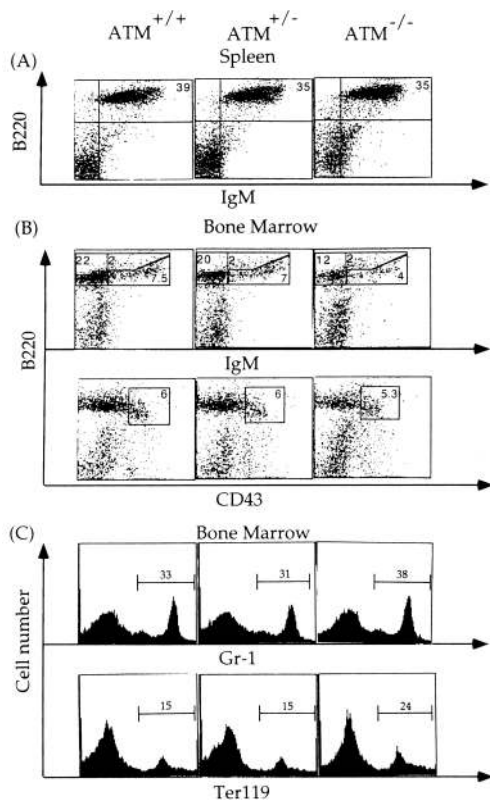 ATM+/+ ATM+/- ATM-/-
(A) Spleen
39 35 35
B220
IgM
(B) Bone Marrow
22 2 20 2 12 2
7.5 7 4
B220
IgM
6 6 5.3
CD43
(C) Bone Marrow
33 31 38
Cell number
Gr-1
15 15 24
Ter119